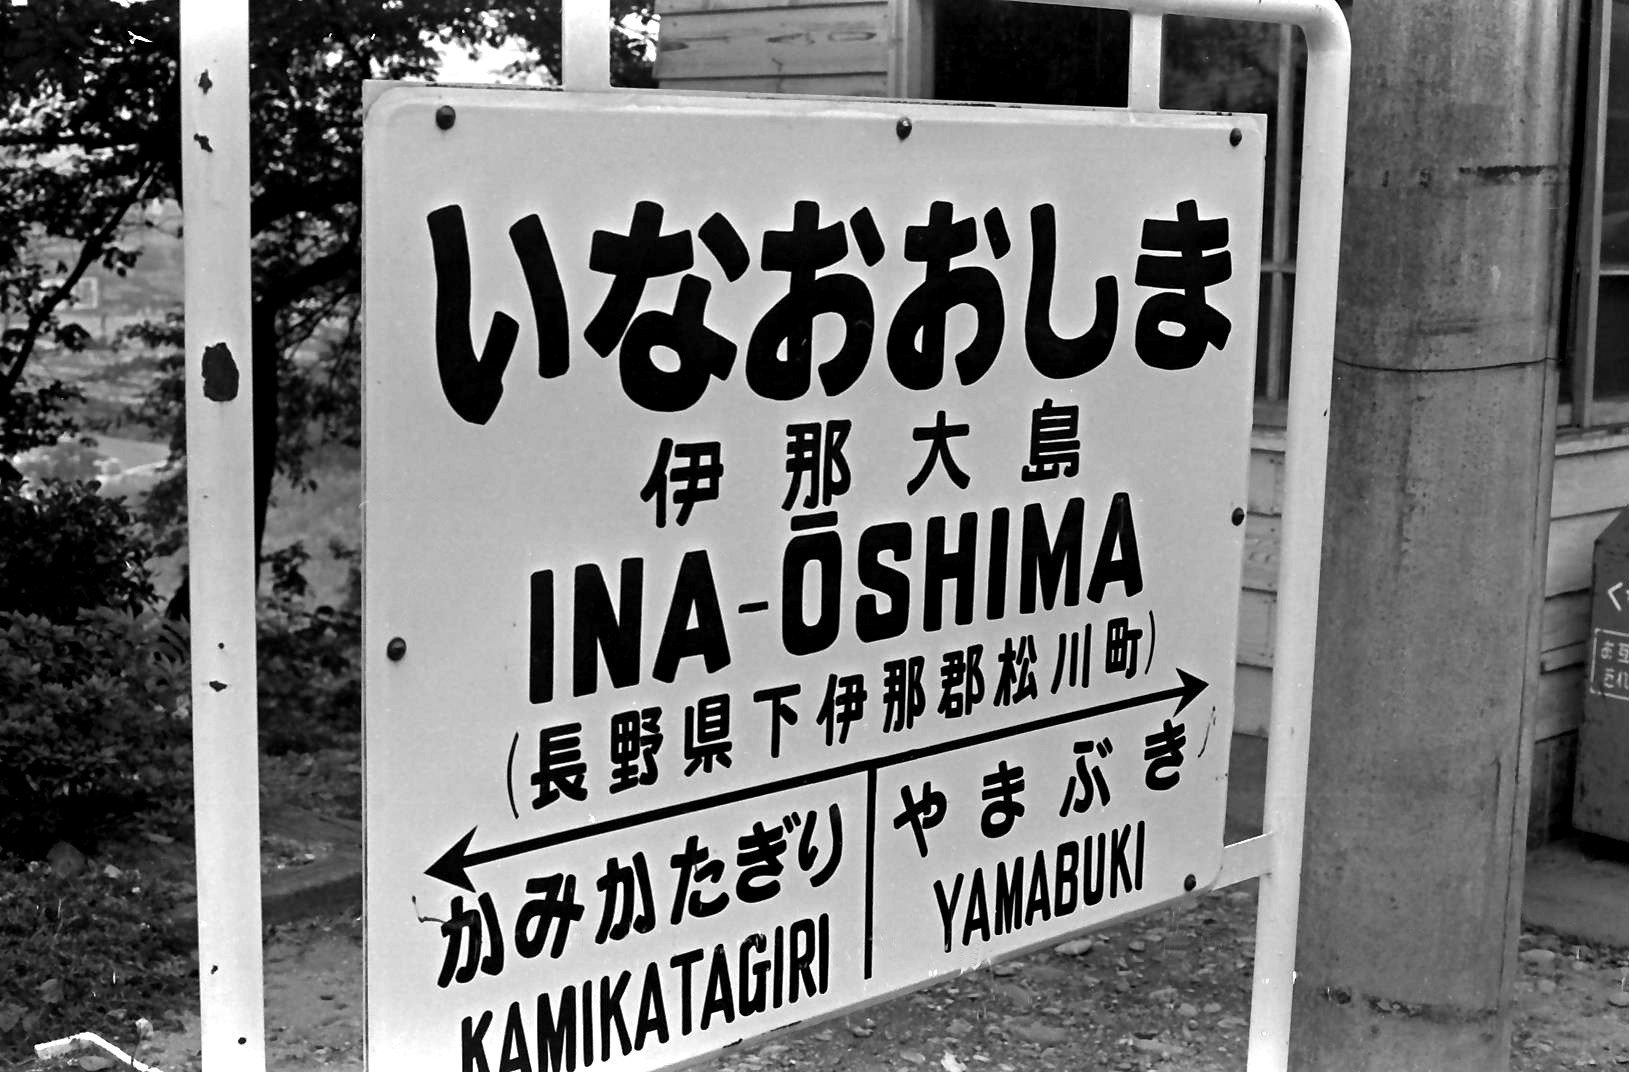 いなおおしま
伊那大島
INA-ŌSHIMA
(長野県下伊那郡松川町)
かみかたぎり やまぶき
KAMIKATAGIRI YAMABUKI